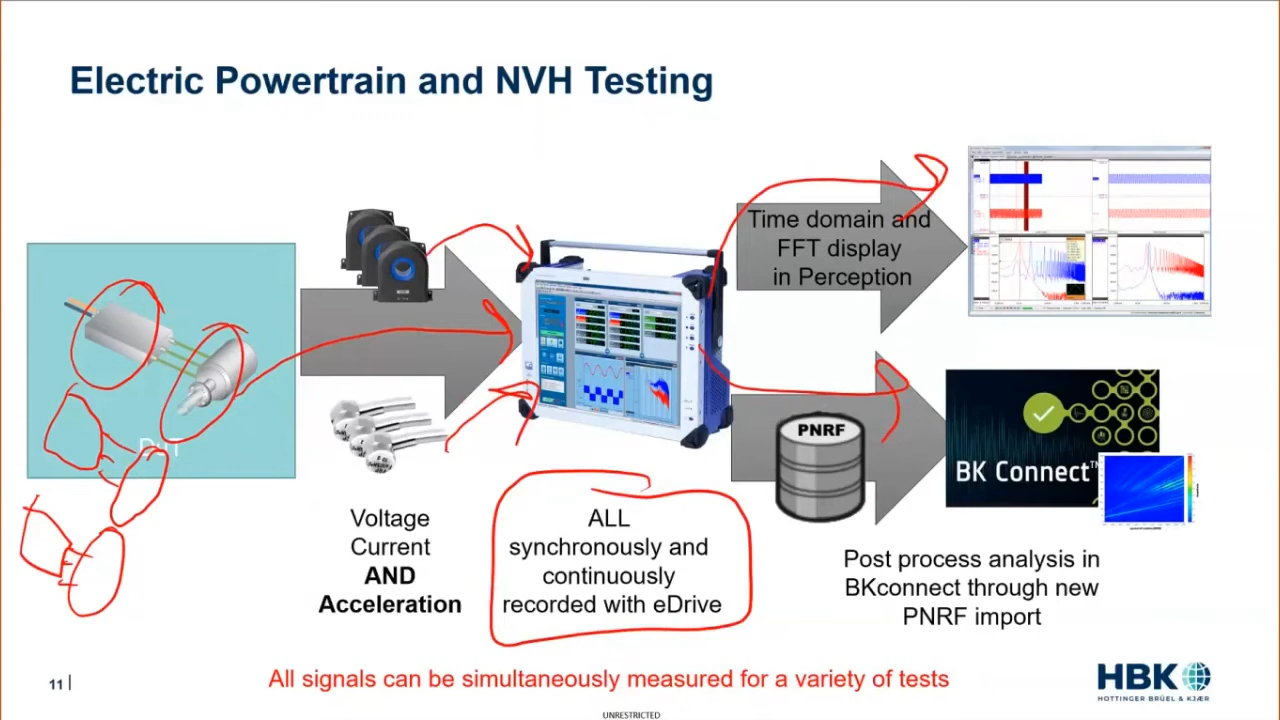 Electric Powertrain and NVH Testing
Time domain and
FFT display
in Perception
DUT
PNRF
BK Connect™
Voltage
Current
AND
Acceleration
ALL
synchronously and
continuously
recorded with eDrive
Post process analysis in
BKconnect through new
PNRF import
All signals can be simultaneously measured for a variety of tests
11 |
HBK
HOTTINGER BRÜEL & KJÆR
UNRESTRICTED